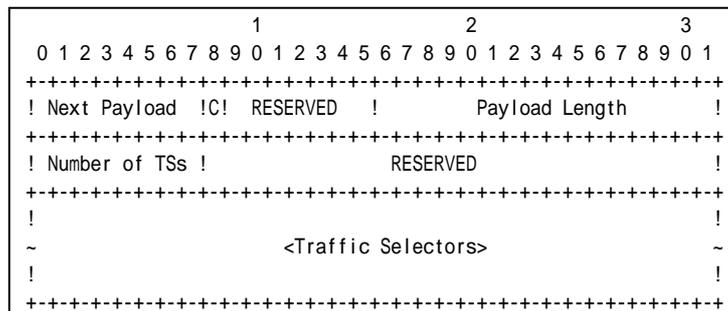 1                   2                   3
 0 1 2 3 4 5 6 7 8 9 0 1 2 3 4 5 6 7 8 9 0 1 2 3 4 5 6 7 8 9 0 1
+-+-+-+-+-+-+-+-+-+-+-+-+-+-+-+-+-+-+-+-+-+-+-+-+-+-+-+-+-+-+-+-+
! Next Payload  !C!  RESERVED   !         Payload Length        !
+-+-+-+-+-+-+-+-+-+-+-+-+-+-+-+-+-+-+-+-+-+-+-+-+-+-+-+-+-+-+-+-+
! Number of TSs !                 RESERVED                      !
+-+-+-+-+-+-+-+-+-+-+-+-+-+-+-+-+-+-+-+-+-+-+-+-+-+-+-+-+-+-+-+-+
!                                                               !
~                       <Traffic Selectors>                     ~
!                                                               !
+-+-+-+-+-+-+-+-+-+-+-+-+-+-+-+-+-+-+-+-+-+-+-+-+-+-+-+-+-+-+-+-+